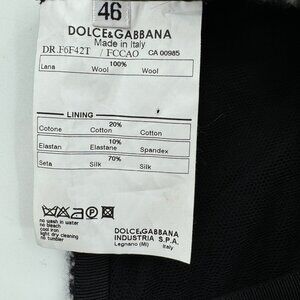 46
DOLCE&GABBANA
Made in Italy
DR.F6F42T / FCCAO CA 00985
100%
Lana Wool Wool
LINING
20%
Cotone Cotton Cotton
10%
Elastan Elastane Spandex
70%
Seta Silk Silk
no wash in water
no bleach
cool iron
light dry cleaning
no tumbler
DOLCE&GABBANA
INDUSTRIA S.P.A.
Legnano (MI) Italy